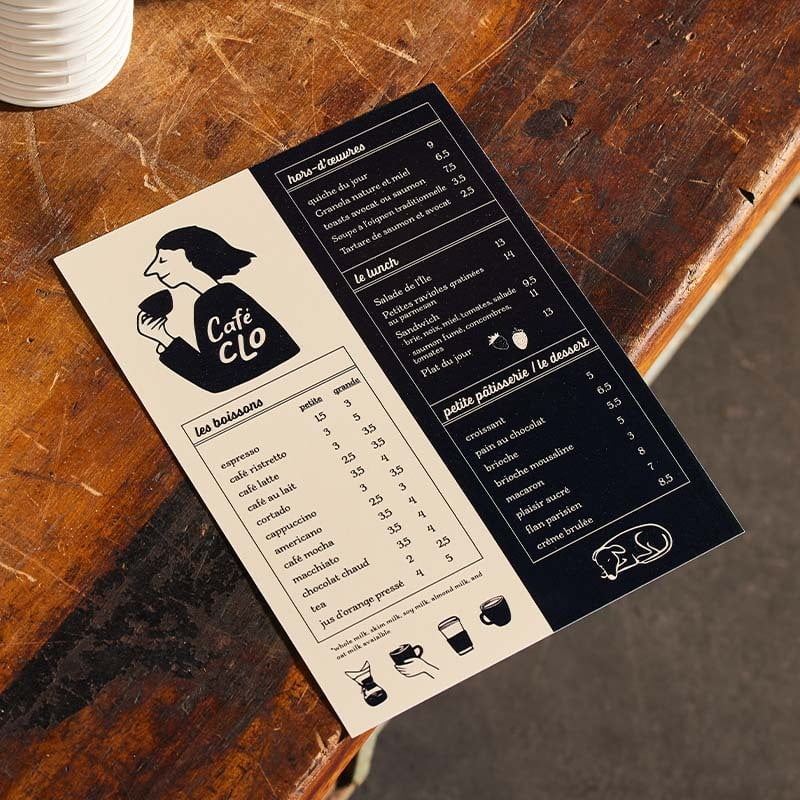 Café
CLO
les boissons
petite grande
espresso 1.5 3
café ristretto 3 5
café latte 3 3.5
café au lait 2.5 3.5
cortado 3.5 4
cappuccino 3 3.5
americano 2.5 3
café mocha 3.5 4
macchiato 3.5 4
chocolat chaud 3.5 4
tea 2 2.5
jus d'orange pressé 4 5
*whole milk, skim milk, soy milk, almond milk, and
oat milk
hors-d'œuvres
quiche du jour 9
Granola nature et miel 6.5
toasts avocat ou saumon 7.5
Soupe à l'oignen traditionnelle 3.5
Tartare de saumon et avocat 2.5
le lunch
Salade de l'Île 13
Petites ravioles gratinées 14
au parmesan
Sandwich
- brie, noix, miel, tomates, salade 9.5
- saumon fumé, concombres, 11
tomates
Plat du jour 13
petite pâtisserie / le dessert
croissant 5
pain au chocolat 6.5
brioche 5.5
brioche mousaline 5
macaron 3
plaisir sucré 8
flan parisien 7
crème brulée 8.5